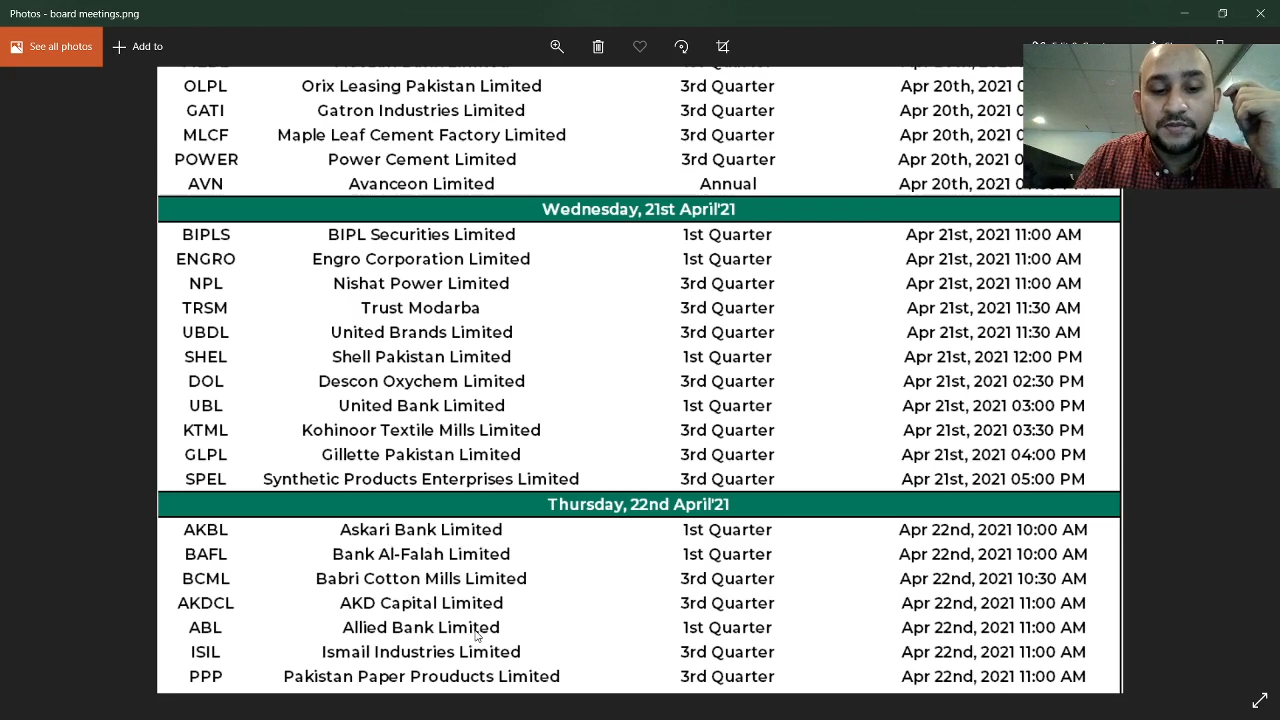 Photos - board meetings.png
See all photos Add to
OLPL Orix Leasing Pakistan Limited 3rd Quarter Apr 20th, 2021
GATI Gatron Industries Limited 3rd Quarter Apr 20th, 2021
MLCF Maple Leaf Cement Factory Limited 3rd Quarter Apr 20th, 2021
POWER Power Cement Limited 3rd Quarter Apr 20th, 2021
AVN Avanceon Limited Annual Apr 20th, 2021
Wednesday, 21st April'21
BIPLS BIPL Securities Limited 1st Quarter Apr 21st, 2021 11:00 AM
ENGRO Engro Corporation Limited 1st Quarter Apr 21st, 2021 11:00 AM
NPL Nishat Power Limited 3rd Quarter Apr 21st, 2021 11:00 AM
TRSM Trust Modarba 3rd Quarter Apr 21st, 2021 11:30 AM
UBDL United Brands Limited 3rd Quarter Apr 21st, 2021 11:30 AM
SHEL Shell Pakistan Limited 1st Quarter Apr 21st, 2021 12:00 PM
DOL Descon Oxychem Limited 3rd Quarter Apr 21st, 2021 02:30 PM
UBL United Bank Limited 1st Quarter Apr 21st, 2021 03:00 PM
KTML Kohinoor Textile Mills Limited 3rd Quarter Apr 21st, 2021 03:30 PM
GLPL Gillette Pakistan Limited 3rd Quarter Apr 21st, 2021 04:00 PM
SPEL Synthetic Products Enterprises Limited 3rd Quarter Apr 21st, 2021 05:00 PM
Thursday, 22nd April'21
AKBL Askari Bank Limited 1st Quarter Apr 22nd, 2021 10:00 AM
BAFL Bank Al-Falah Limited 1st Quarter Apr 22nd, 2021 10:00 AM
BCML Babri Cotton Mills Limited 3rd Quarter Apr 22nd, 2021 10:30 AM
AKDCL AKD Capital Limited 3rd Quarter Apr 22nd, 2021 11:00 AM
ABL Allied Bank Limited 1st Quarter Apr 22nd, 2021 11:00 AM
ISIL Ismail Industries Limited 3rd Quarter Apr 22nd, 2021 11:00 AM
PPP Pakistan Paper Prouducts Limited 3rd Quarter Apr 22nd, 2021 11:00 AM